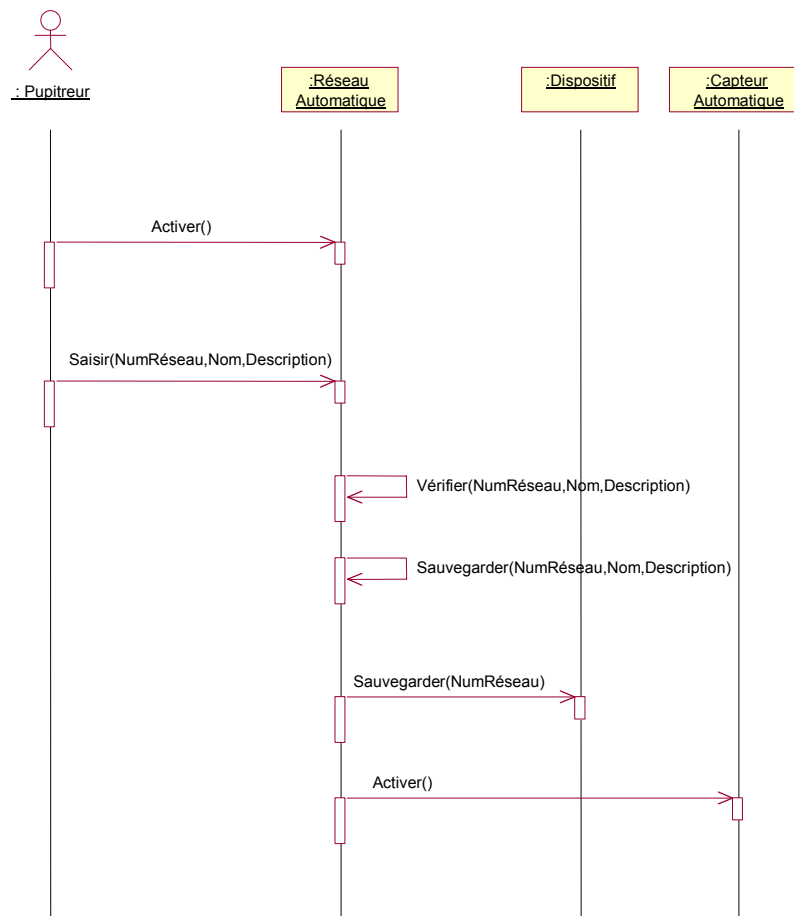 : Pupitreur
:Réseau
Automatique
:Dispositif
:Capteur
Automatique
Activer()
Saisir(NumRéseau,Nom,Description)
Vérifier(NumRéseau,Nom,Description)
Sauvegarder(NumRéseau,Nom,Description)
Sauvegarder(NumRéseau)
Activer()